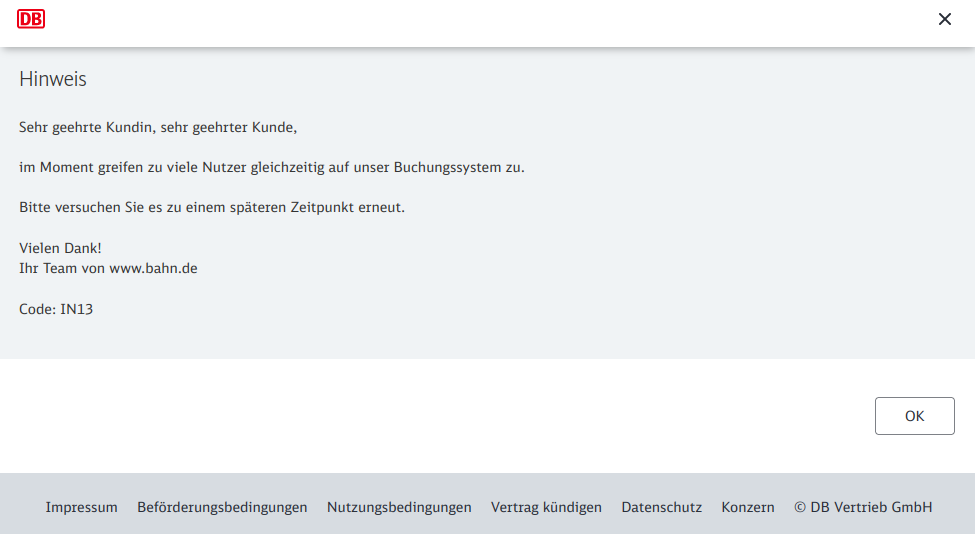 DB
Hinweis
Sehr geehrte Kundin, sehr geehrter Kunde,
im Moment greifen zu viele Nutzer gleichzeitig auf unser Buchungssystem zu.
Bitte versuchen Sie es zu einem späteren Zeitpunkt erneut.
Vielen Dank!
Ihr Team von www.bahn.de
Code: IN13
OK
Impressum Beförderungsbedingungen Nutzungsbedingungen Vertrag kündigen Datenschutz Konzern © DB Vertrieb GmbH